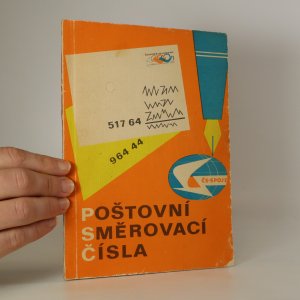 517 64
964 44
ČS-SPOJE
POŠTOVNÍ
SMĚROVACÍ
ČÍSLA